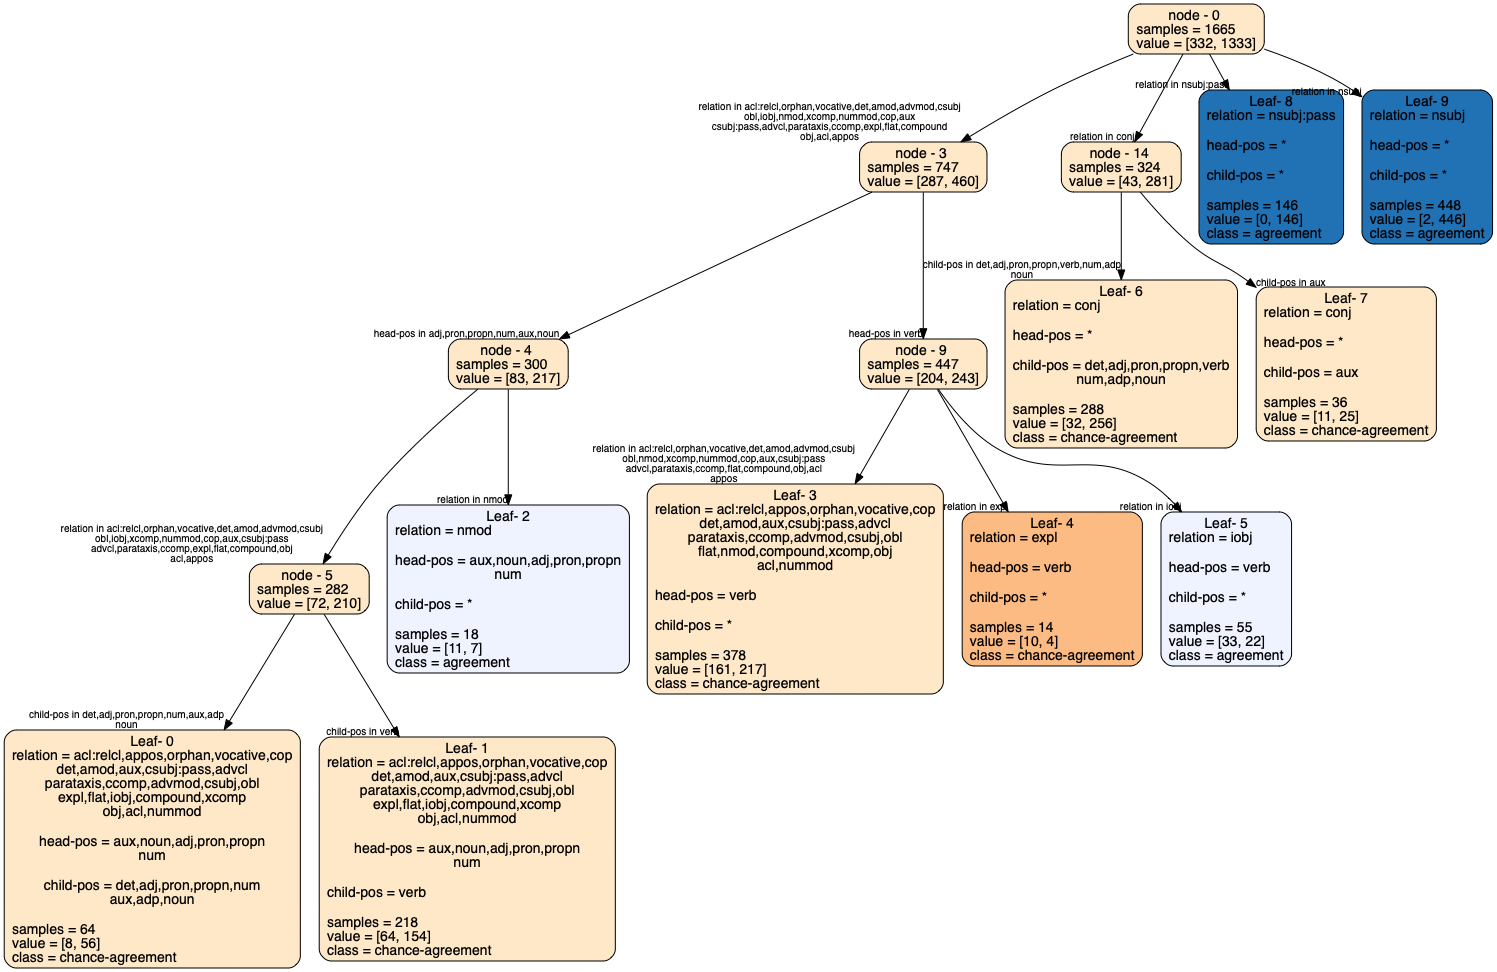 node - 0
samples = 1665
value = [332, 1333]
relation in acl:relcl,orphan,vocative,det,amod,advmod,csubj
obl,iobj,nmod,xcomp,nummod,cop,aux
csubj:pass,advcl,parataxis,ccomp,expl,flat,compound
obj,acl,appos
relation in conj
relation in nsubj:pass
relation in nsubj
node - 3
samples = 747
value = [287, 460]
node - 14
samples = 324
value = [43, 281]
Leaf- 8
relation = nsubj:pass
head-pos = *
child-pos = *
samples = 146
value = [0, 146]
class = agreement
Leaf- 9
relation = nsubj
head-pos = *
child-pos = *
samples = 448
value = [2, 446]
class = agreement
head-pos in adj,pron,propn,num,aux,noun
head-pos in verb
child-pos in det,adj,pron,propn,verb,num,adp
noun
child-pos in aux
node - 4
samples = 300
value = [83, 217]
node - 9
samples = 447
value = [204, 243]
Leaf- 6
relation = conj
head-pos = *
child-pos = det,adj,pron,propn,verb
num,adp,noun
samples = 288
value = [32, 256]
class = chance-agreement
Leaf- 7
relation = conj
head-pos = *
child-pos = aux
samples = 36
value = [11, 25]
class = chance-agreement
relation in acl:relcl,orphan,vocative,det,amod,advmod,csubj
obl,iobj,xcomp,nummod,cop,aux,csubj:pass
advcl,parataxis,ccomp,expl,flat,compound,obj
acl,appos
relation in nmod
relation in acl:relcl,orphan,vocative,det,amod,advmod,csubj
obl,nmod,xcomp,nummod,cop,aux,csubj:pass
advcl,parataxis,ccomp,flat,compound,obj,acl
appos
relation in expl
relation in iobj
node - 5
samples = 282
value = [72, 210]
Leaf- 2
relation = nmod
head-pos = aux,noun,adj,pron,propn
num
child-pos = *
samples = 18
value = [11, 7]
class = agreement
Leaf- 3
relation = acl:relcl,appos,orphan,vocative,cop
det,amod,aux,csubj:pass,advcl
parataxis,ccomp,advmod,csubj,obl
flat,nmod,compound,xcomp,obj
acl,nummod
head-pos = verb
child-pos = *
samples = 378
value = [161, 217]
class = chance-agreement
Leaf- 4
relation = expl
head-pos = verb
child-pos = *
samples = 14
value = [10, 4]
class = chance-agreement
Leaf- 5
relation = iobj
head-pos = verb
child-pos = *
samples = 55
value = [33, 22]
class = agreement
child-pos in det,adj,pron,propn,num,aux,adp
noun
child-pos in verb
Leaf- 0
relation = acl:relcl,appos,orphan,vocative,cop
det,amod,aux,csubj:pass,advcl
parataxis,ccomp,advmod,csubj,obl
expl,flat,iobj,compound,xcomp
obj,acl,nummod
head-pos = aux,noun,adj,pron,propn
num
child-pos = det,adj,pron,propn,num
aux,adp,noun
samples = 64
value = [8, 56]
class = chance-agreement
Leaf- 1
relation = acl:relcl,appos,orphan,vocative,cop
det,amod,aux,csubj:pass,advcl
parataxis,ccomp,advmod,csubj,obl
expl,flat,iobj,compound,xcomp
obj,acl,nummod
head-pos = aux,noun,adj,pron,propn
num
child-pos = verb
samples = 218
value = [64, 154]
class = chance-agreement